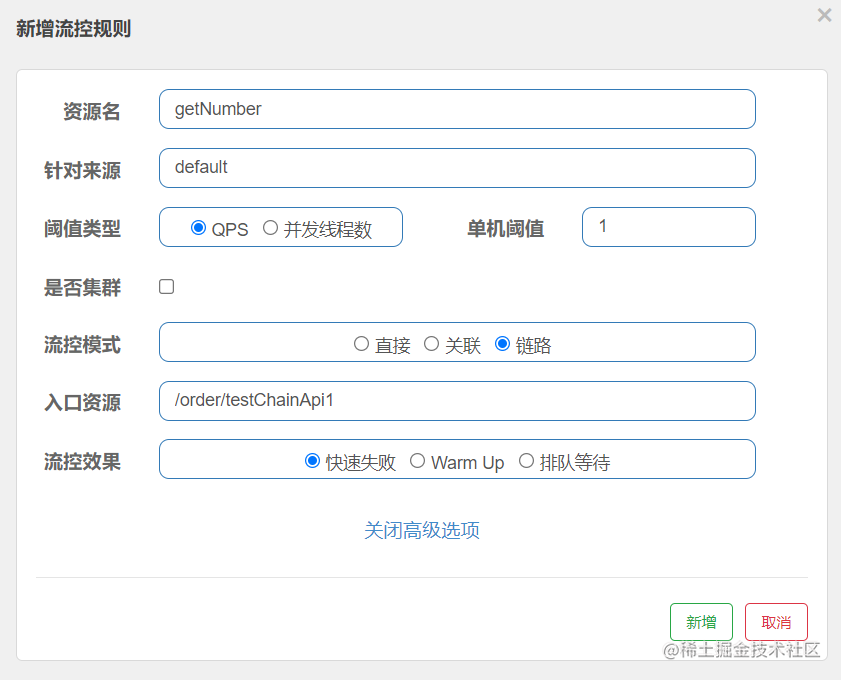 新增流控规则 ×
资源名 getNumber
针对来源 default
阈值类型 QPS 并发线程数 单机阈值 1
是否集群
流控模式 直接 关联 链路
入口资源 /order/testChainApi1
流控效果 快速失败 Warm Up 排队等待
关闭高级选项
新增 取消
@稀土掘金技术社区